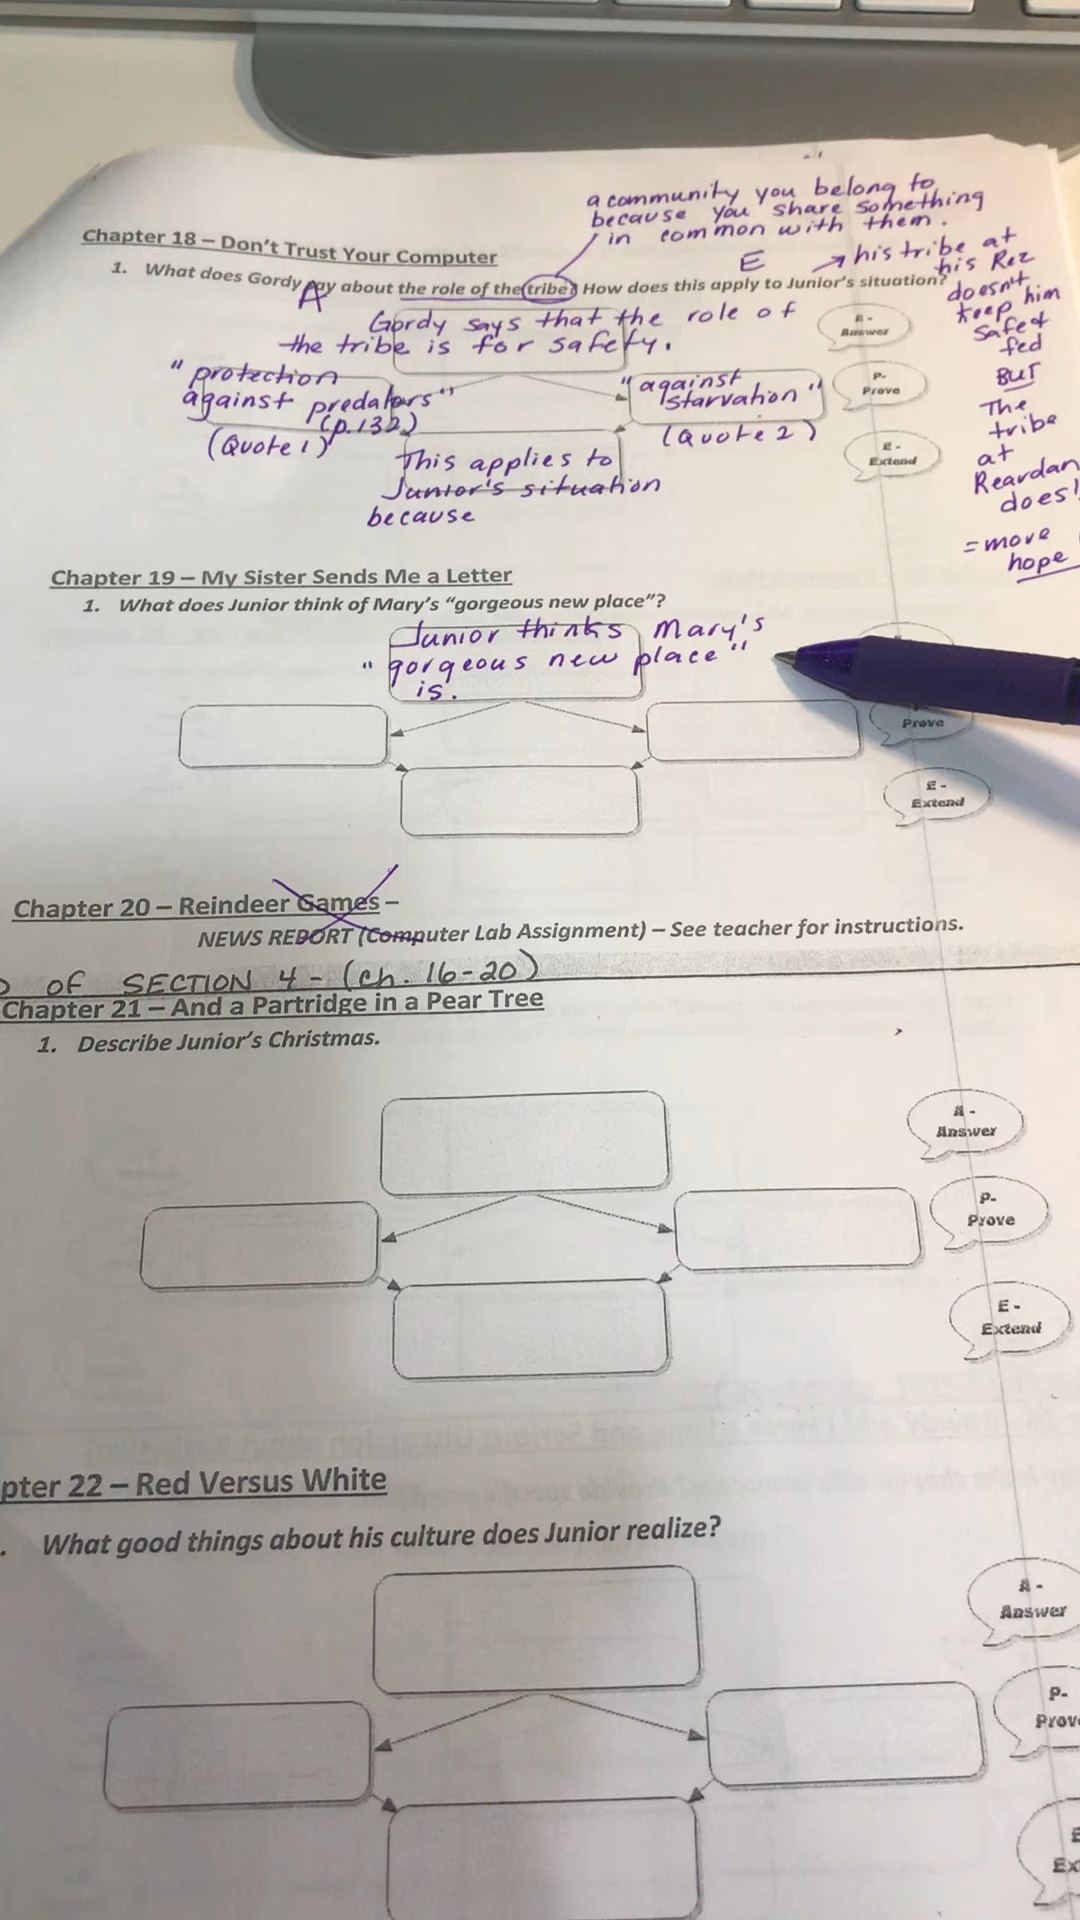 a community you belong to
because you share something
in common with them.
Chapter 18 – Don't Trust Your Computer
E → his tribe at
his Rez
doesn't
keep him
safe &
fed
BUT
The
tribe
at
Reardan
does!
= more
hope
1. What does Gordy say about the role of the tribe? How does this apply to Junior's situation?
A
Gordy says that the role of
the tribe is for safety.
A -
Answer
"protection
against predators"
(p.132)
(Quote 1)
"against
starvation"
(Quote 2)
P-
Prove
This applies to
Junior's situation
because
E -
Extend
Chapter 19 – My Sister Sends Me a Letter
1. What does Junior think of Mary's "gorgeous new place"?
Junior thinks Mary's
"gorgeous new place"
is.
Prove
E -
Extend
Chapter 20 – Reindeer Games –
NEWS REPORT (Computer Lab Assignment) – See teacher for instructions.
OF SECTION 4 - (Ch. 16-20)
Chapter 21 – And a Partridge in a Pear Tree
1. Describe Junior's Christmas.
A -
Answer
P-
Prove
E -
Extend
pter 22 – Red Versus White
. What good things about his culture does Junior realize?
A -
Answer
P-
Prove
E
Ex